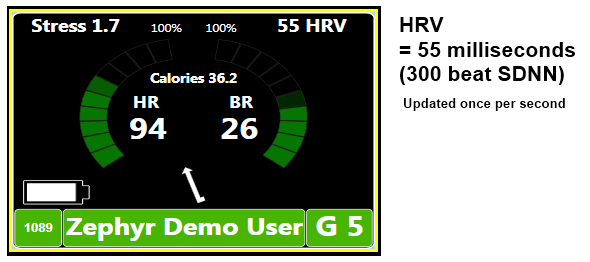 Stress 1.7 100% 100% 55 HRV
Calories 36.2
HR BR
94 26
1089 Zephyr Demo User G 5
HRV
= 55 milliseconds
(300 beat SDNN)
Updated once per second